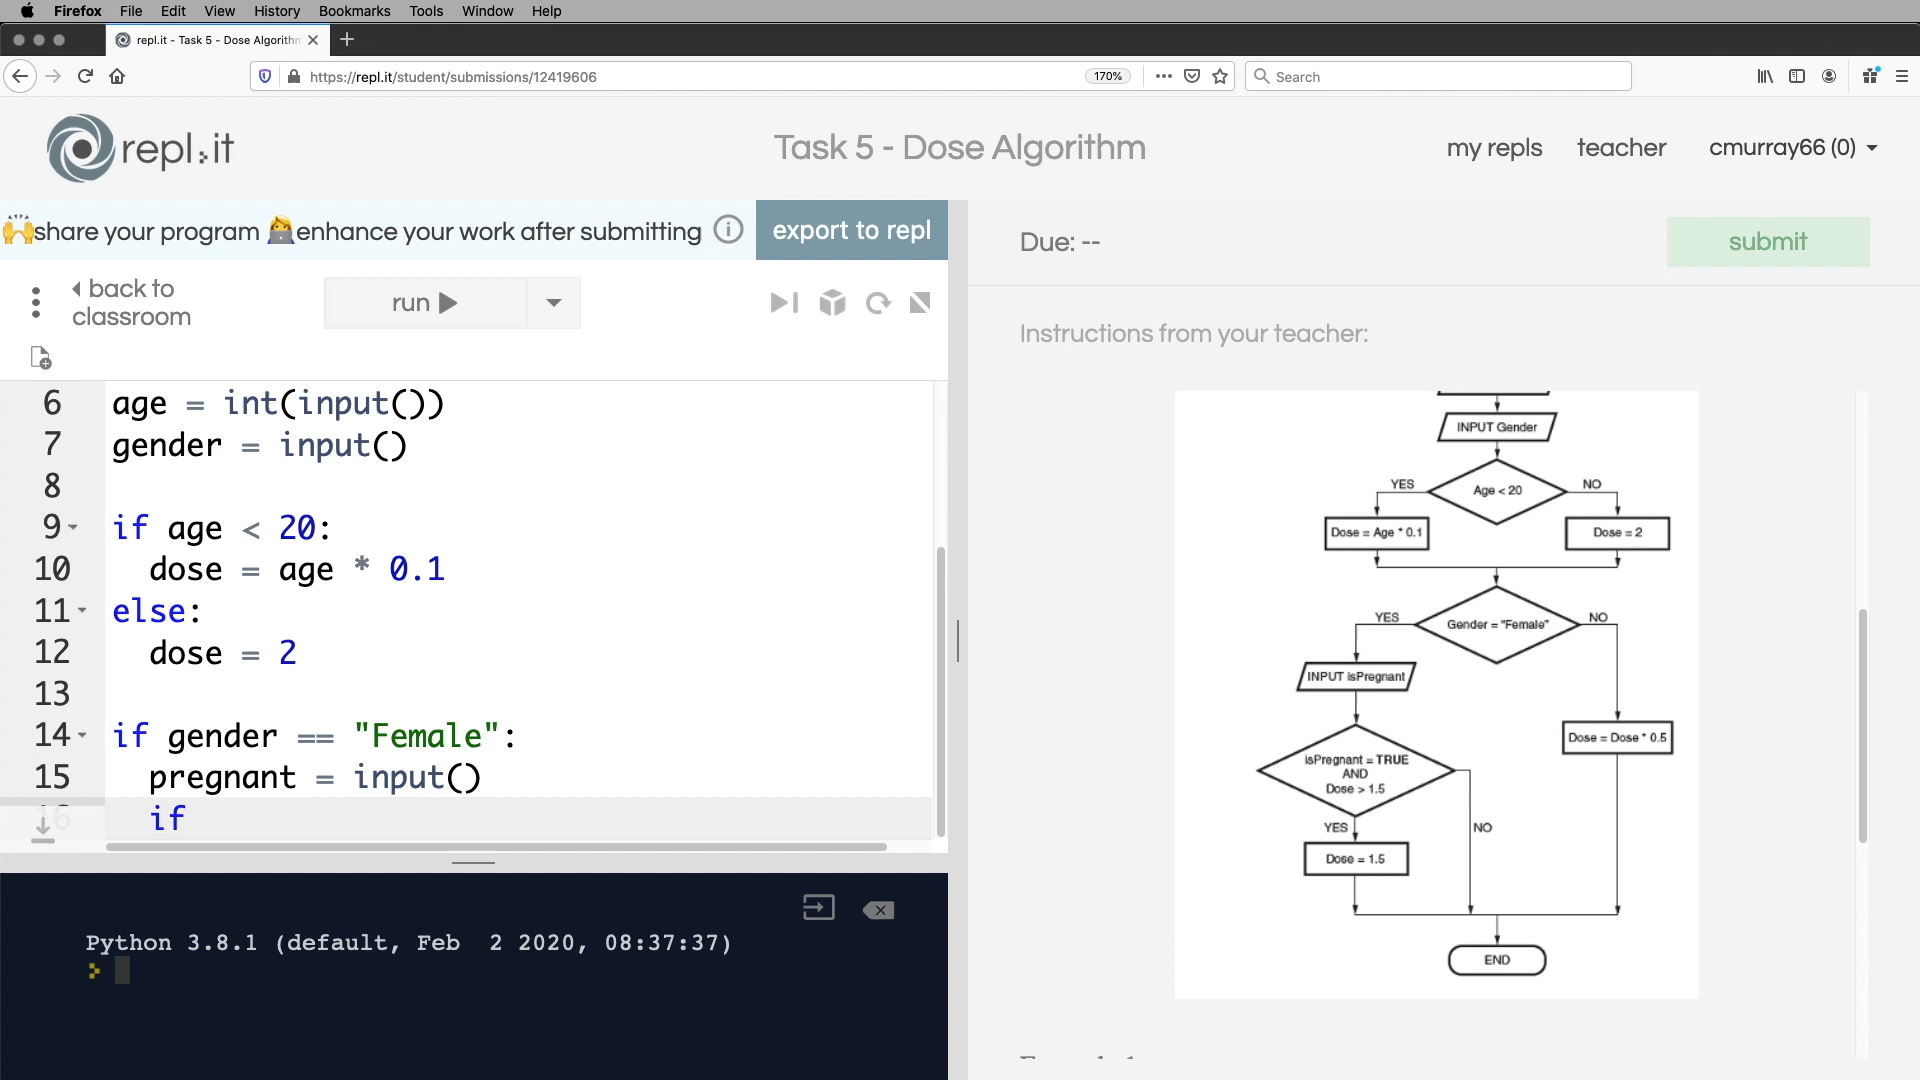 Firefox File Edit View History Bookmarks Tools Window Help
repl.it - Task 5 - Dose Algorithm
https://repl.it/student/submissions/12419606 170% Search
repl.it Task 5 - Dose Algorithm my repls teacher cmurray66 (0)
share your program enhance your work after submitting export to repl
back to classroom
run
6 age = int(input())
7 gender = input()
8
9 if age < 20:
10 dose = age * 0.1
11 else:
12 dose = 2
13
14 if gender == "Female":
15 pregnant = input()
16 if
Python 3.8.1 (default, Feb 2 2020, 08:37:37)
Due: -- submit
Instructions from your teacher:
INPUT Gender
YES Age < 20 NO
Dose = Age * 0.1 Dose = 2
YES Gender = "Female" NO
INPUT isPregnant
isPregnant = TRUE
AND
Dose > 1.5
Dose = Dose * 0.5
YES NO
Dose = 1.5
END